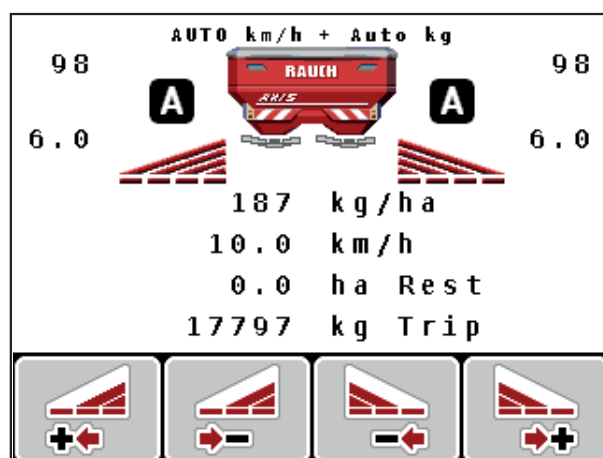 AUTO km/h + Auto kg
98 98
RAUCH
A A
AXIS
6.0 6.0
187 kg/ha
10.0 km/h
0.0 ha Rest
17797 kg Trip